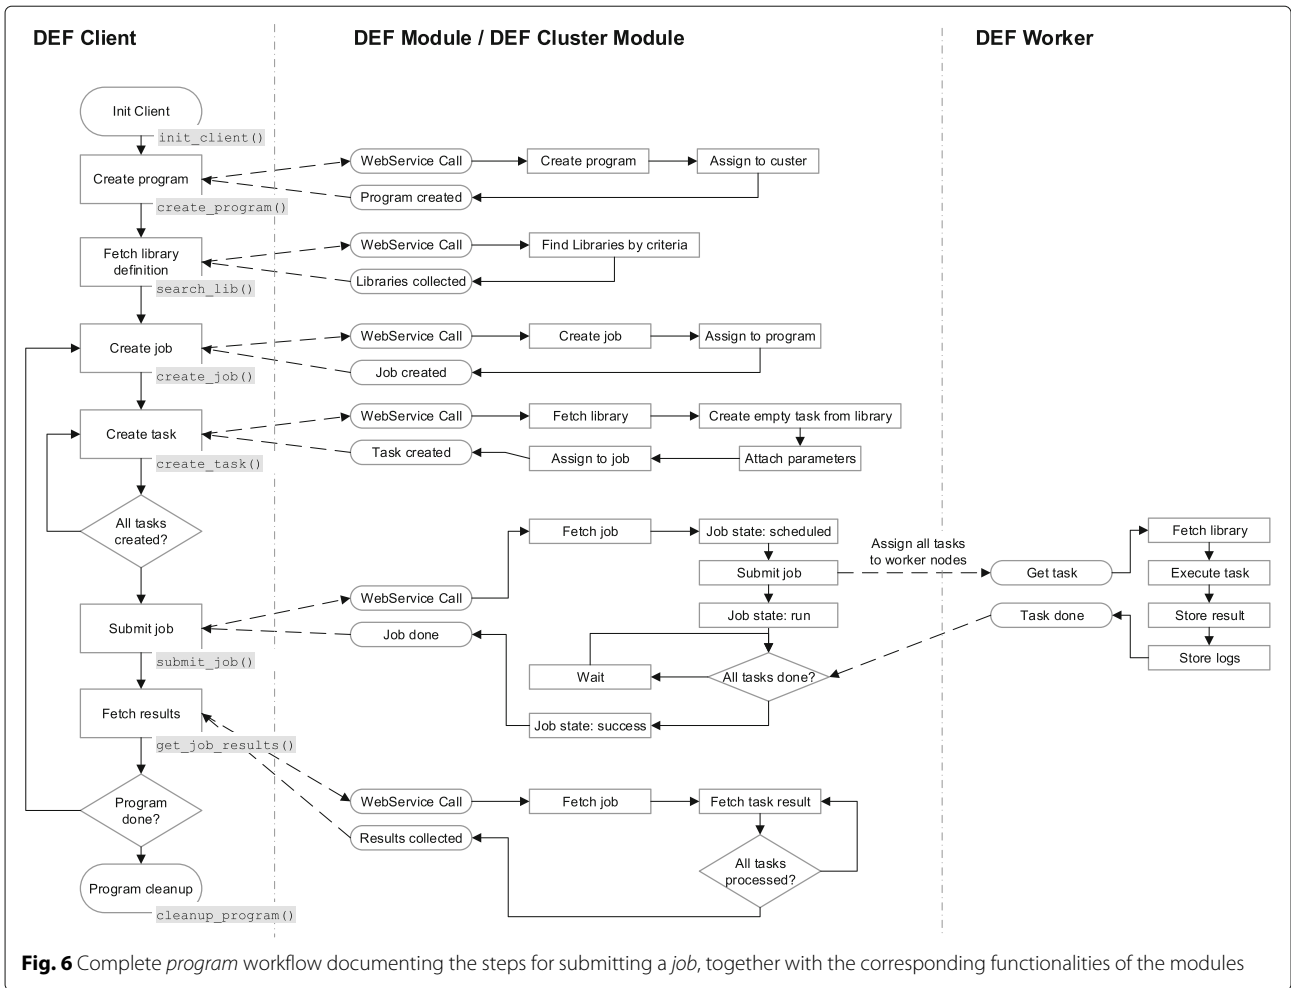 DEF Client
DEF Module / DEF Cluster Module
DEF Worker
Init Client
init_client()
Create program
create_program()
WebService Call
Create program
Assign to custer
Program created
Fetch library
definition
search_lib()
WebService Call
Find Libraries by criteria
Libraries collected
Create job
create_job()
WebService Call
Create job
Assign to program
Job created
Create task
create_task()
WebService Call
Fetch library
Create empty task from library
Task created
Assign to job
Attach parameters
All tasks
created?
Fetch job
Job state: scheduled
Assign all tasks
to worker nodes
Submit job
Get task
Fetch library
Execute task
Store result
Store logs
Task done
Submit job
submit_job()
WebService Call
Job done
Job state: run
Wait
All tasks done?
Job state: success
Fetch results
get_job_results()
Program
done?
WebService Call
Fetch job
Fetch task result
Results collected
All tasks
processed?
Program cleanup
cleanup_program()
Fig. 6 Complete program workflow documenting the steps for submitting a job, together with the corresponding functionalities of the modules